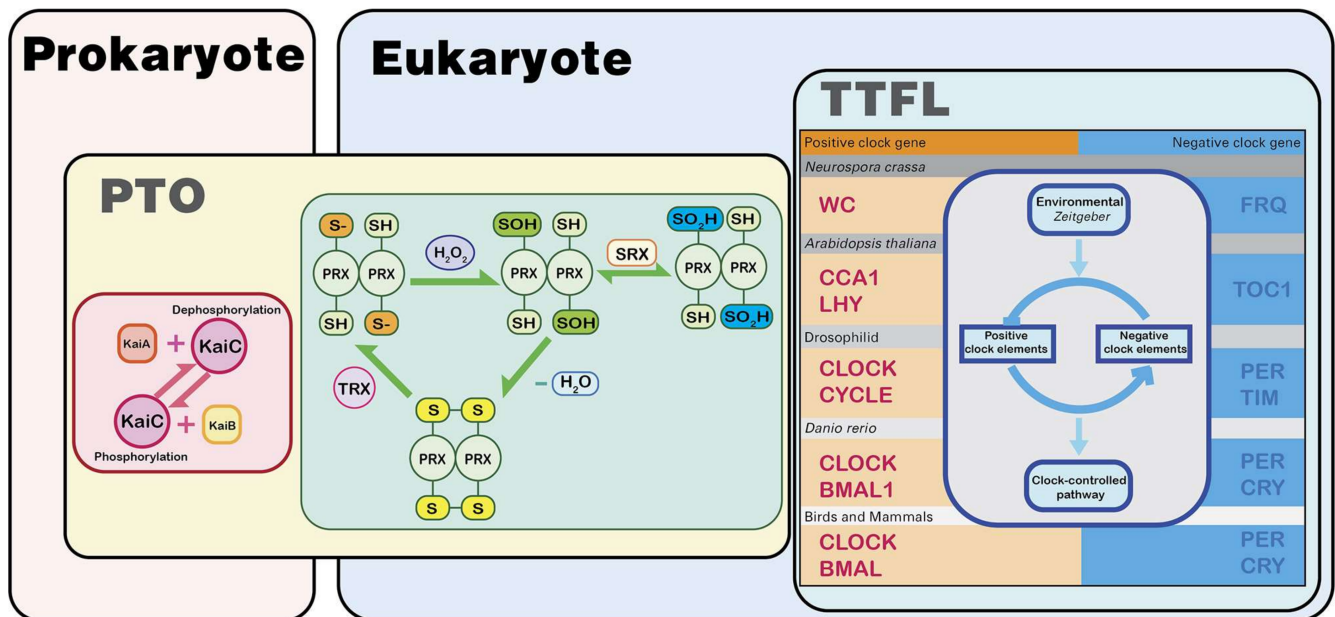 Prokaryote
Eukaryote
PTO
Dephosphorylation
KaiA + KaiC
KaiC + KaiB
Phosphorylation
S- SH
PRX PRX
SH S-
H₂O₂
SOH SH
PRX PRX
SH SOH
SRX
SO₂H SH
PRX PRX
SH SO₂H
TRX
- H₂O
S S
PRX PRX
S S
TTFL
Positive clock gene Negative clock gene
Neurospora crassa
WC FRQ
Arabidopsis thaliana
CCA1 TOC1
LHY
Drosophilid
CLOCK PER
CYCLE TIM
Danio rerio
CLOCK PER
BMAL1 CRY
Birds and Mammals
CLOCK PER
BMAL CRY
Environmental
Zeitgeber
Positive
clock elements
Negative
clock elements
Clock-controlled
pathway